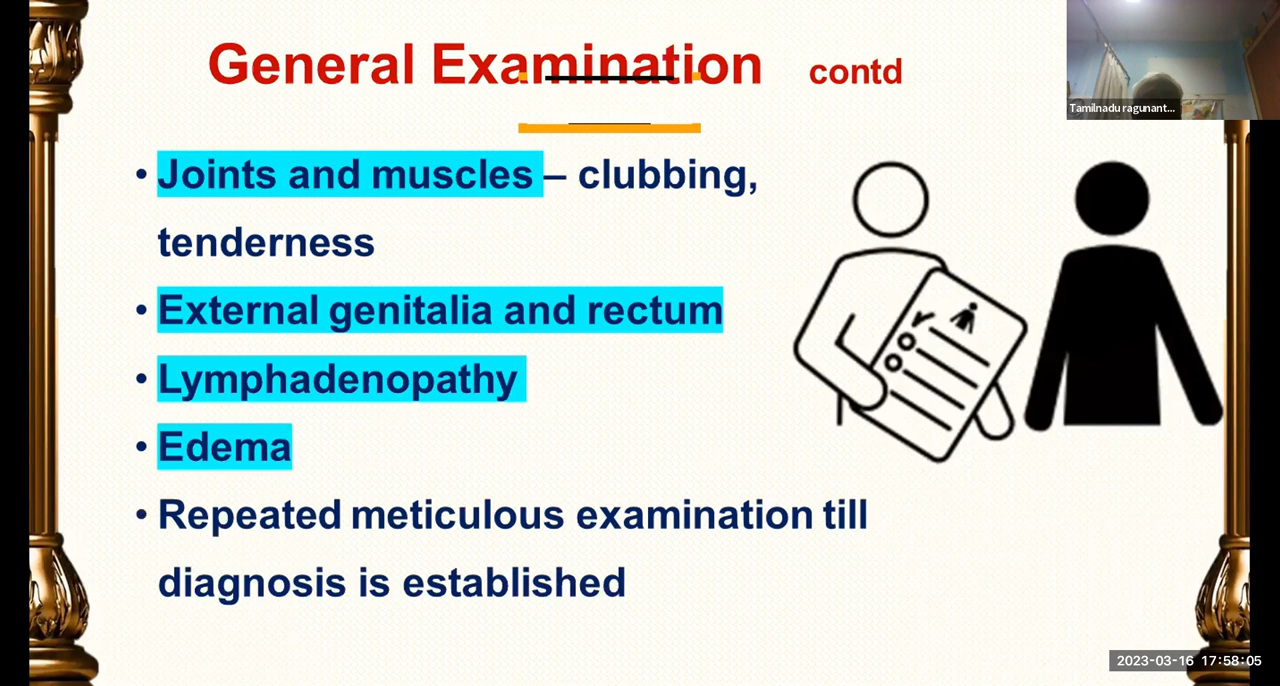 General Examination contd
Tamilnadu ragunant...
• Joints and muscles – clubbing,
tenderness
• External genitalia and rectum
• Lymphadenopathy
• Edema
• Repeated meticulous examination till
diagnosis is established
2023-03-16 17:58:05